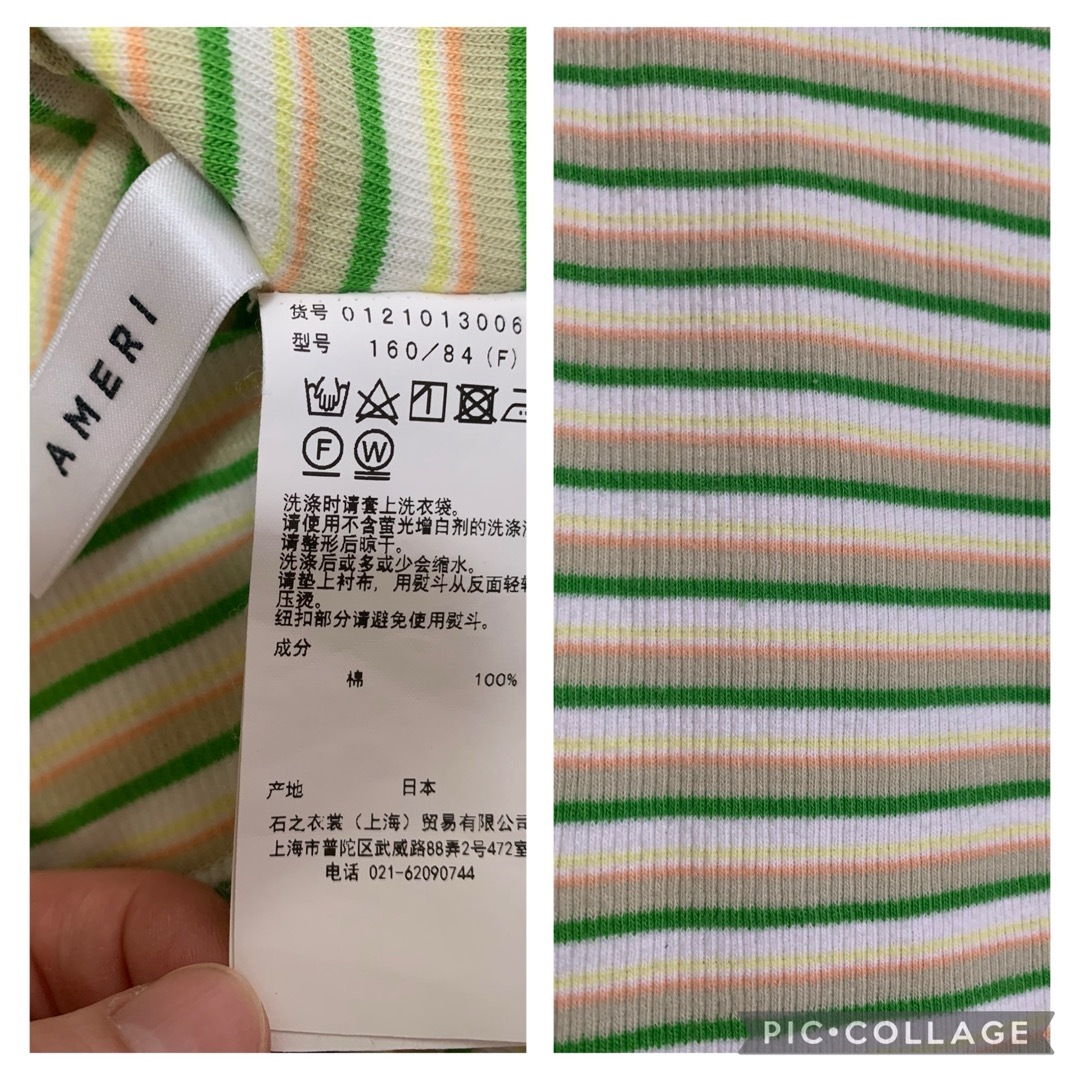 AMERI
货号 0121013006
型号 160/84 (F)
F W
洗涤时请套上洗衣袋。
请使用不含萤光增白剂的洗涤
请整形后晾干。
洗涤后或多或少会缩水。
请垫上衬布，用熨斗从反面轻
压烫。
纽扣部分请避免使用熨斗。
成分
棉 100%
产地 日本
石之衣裳（上海）贸易有限公司
上海市普陀区武威路88弄2号472室
电话 021-62090744
PIC•COLLAGE